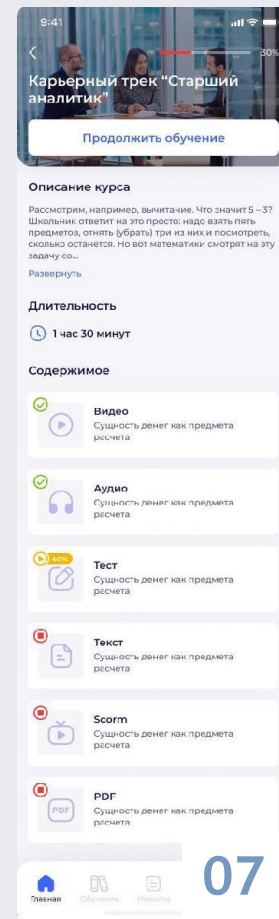 9:41
30%
Карьерный трек “Старший
аналитик”
Продолжить обучение
Описание курса
Рассмотрим, например, вычитание. Что значит 5 – 3?
Школьник ответит на это просто: надо взять пять
предметов, отнять (убрать) три из них и посмотреть,
сколько останется. Но вот математики смотрят на эту
задачу со...
Развернуть
Длительность
1 час 30 минут
Содержимое
Видео
Сущность денег как предмета
расчета
Аудио
Сущность денег как предмета
расчета
40%
Тест
Сущность денег как предмета
расчета
Текст
Сущность денег как предмета
расчета
Scorm
Сущность денег как предмета
расчета
PDF
PDF
Сущность денег как предмета
расчета
Главная
Обучение
Новости
07